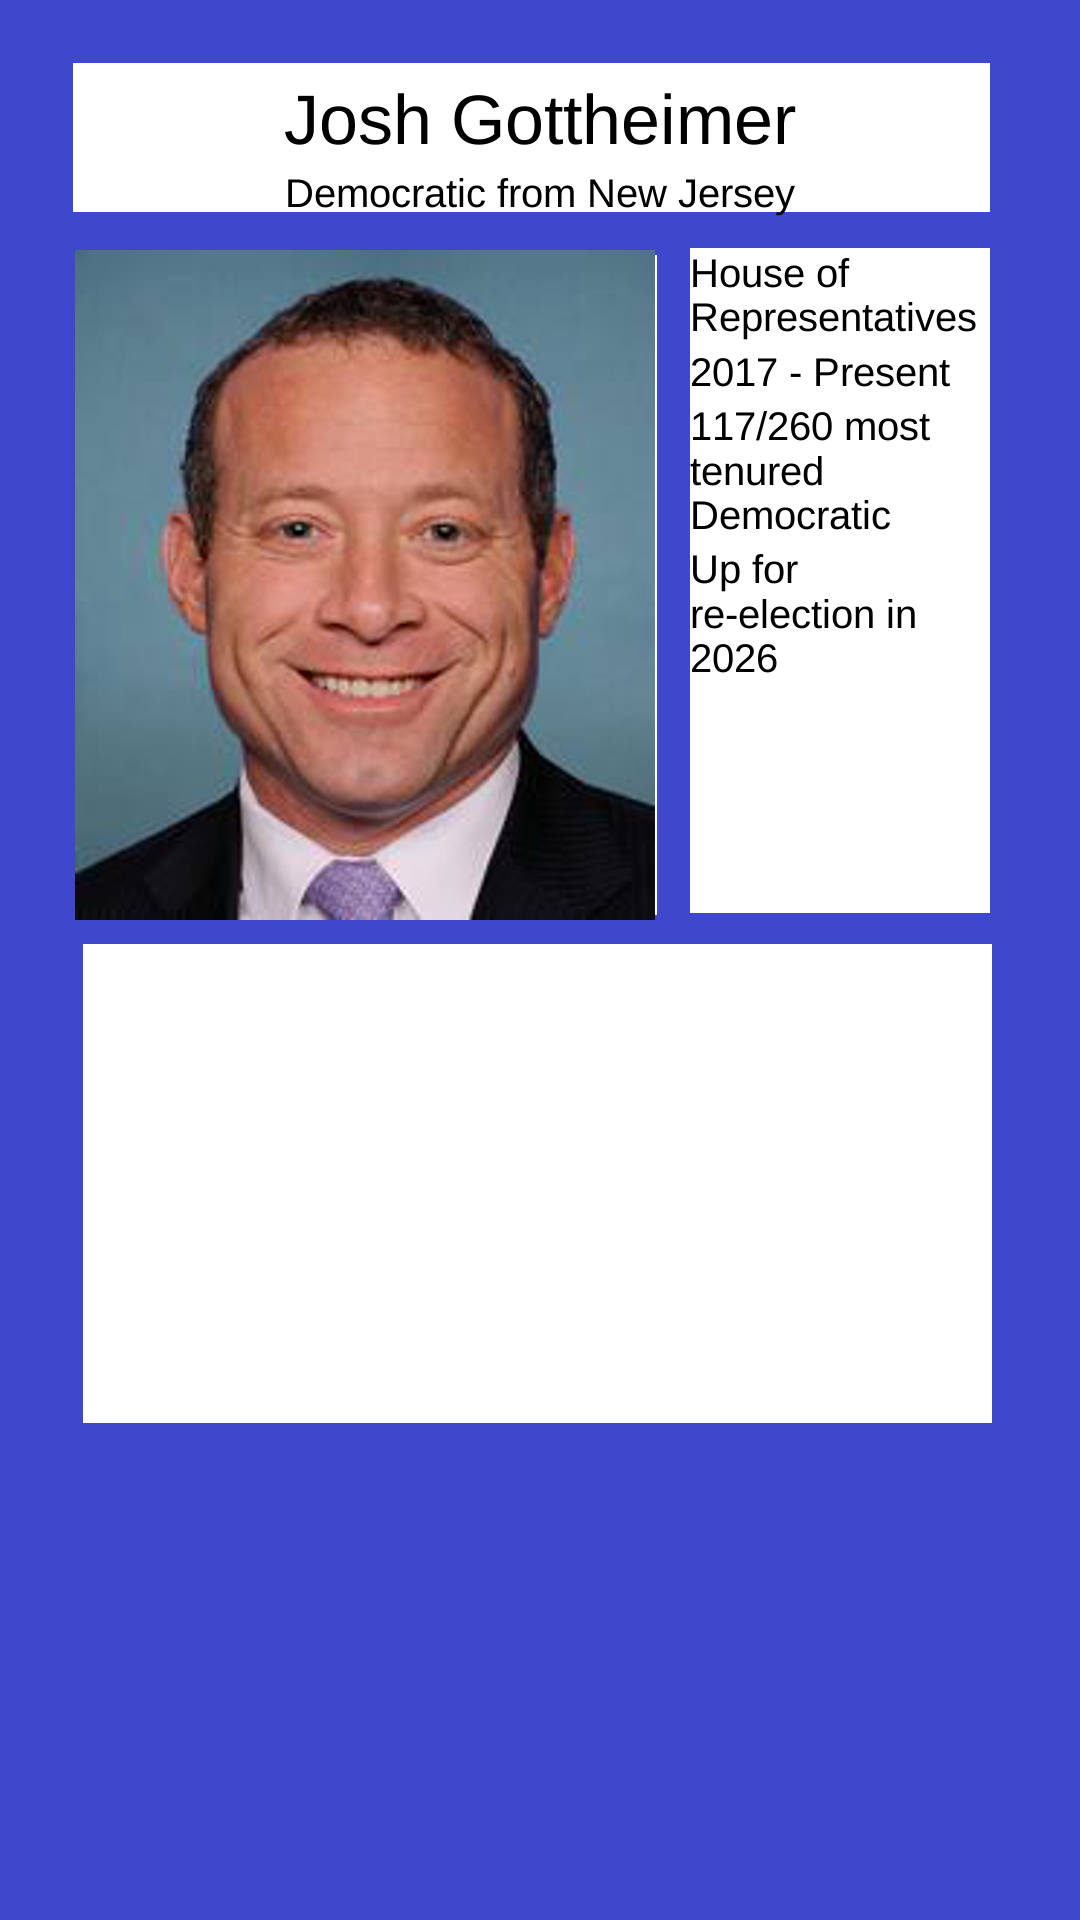 Josh Gottheimer
Democratic from New Jersey
House of
Representatives
2017 - Present
117/260 most
tenured
Democratic
Up for
re-election in
2026